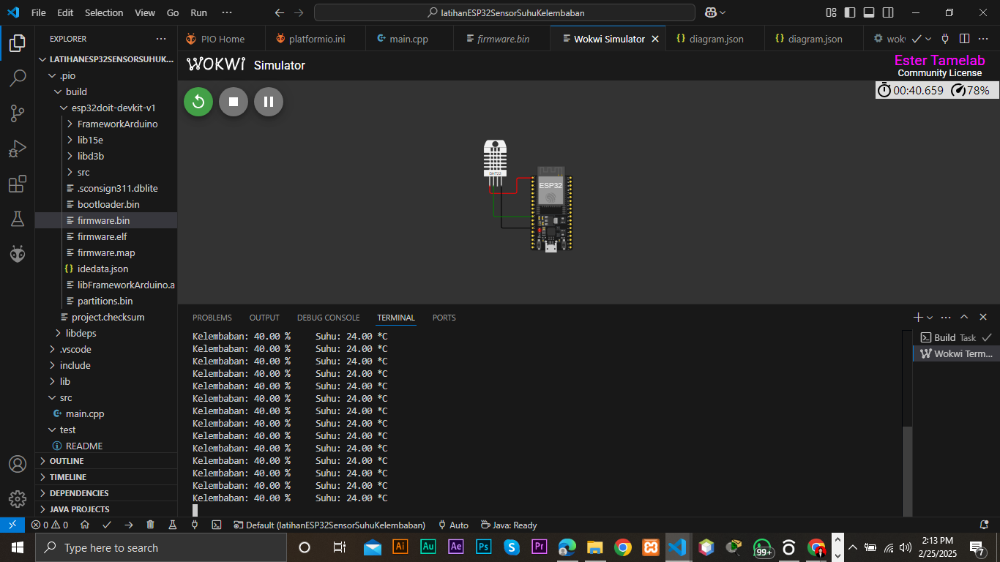 File Edit Selection View Go Run ··· latihanESP32SensorSuhuKelembaban
EXPLORER ···
LATIHANESP32SENSORSUHUK...
.pio
build
esp32doit-devkit-v1
FrameworkArduino
lib15e
libd3b
src
.sconsign311.dblite
bootloader.bin
firmware.bin
firmware.elf
firmware.map
idedata.json
libFrameworkArduino.a
partitions.bin
project.checksum
libdeps
.vscode
include
lib
src
main.cpp
test
README
OUTLINE
TIMELINE
DEPENDENCIES
JAVA PROJECTS
PIO Home platformio.ini main.cpp firmware.bin Wokwi Simulator diagram.json diagram.json wok
WOKWI Simulator
Ester Tamelab
Community License
00:40.659 78%
DHT22
ESP32
PROBLEMS OUTPUT DEBUG CONSOLE TERMINAL PORTS
Kelembaban: 40.00 % Suhu: 24.00 *C
Kelembaban: 40.00 % Suhu: 24.00 *C
Kelembaban: 40.00 % Suhu: 24.00 *C
Kelembaban: 40.00 % Suhu: 24.00 *C
Kelembaban: 40.00 % Suhu: 24.00 *C
Kelembaban: 40.00 % Suhu: 24.00 *C
Kelembaban: 40.00 % Suhu: 24.00 *C
Kelembaban: 40.00 % Suhu: 24.00 *C
Kelembaban: 40.00 % Suhu: 24.00 *C
Kelembaban: 40.00 % Suhu: 24.00 *C
Kelembaban: 40.00 % Suhu: 24.00 *C
Kelembaban: 40.00 % Suhu: 24.00 *C
Kelembaban: 40.00 % Suhu: 24.00 *C
Kelembaban: 40.00 % Suhu: 24.00 *C
Build Task
Wokwi Term...
0 0 Default (latihanESP32SensorSuhuKelembaban) Auto Java: Ready
Type here to search
Ai Au Ae Ps Pr 99+
2:13 PM
2/25/2025
7